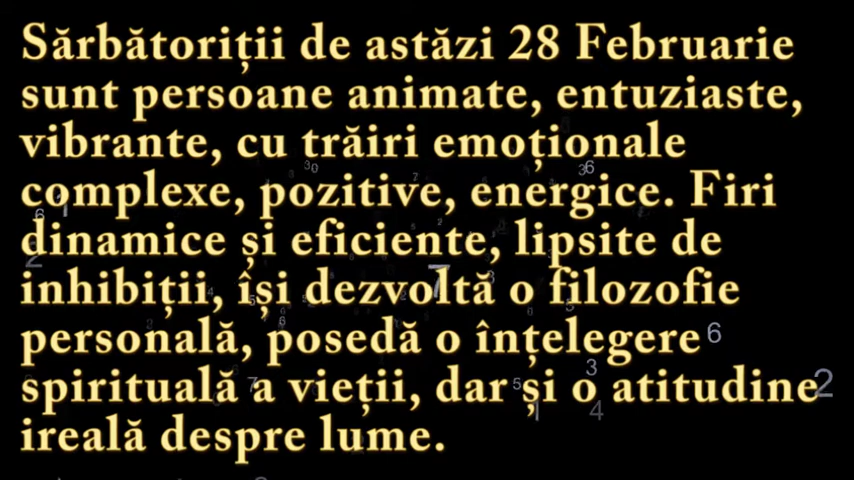 Sărbătoriții de astăzi 28 Februarie
sunt persoane animate, entuziaste,
vibrante, cu trăiri emoționale
complexe, pozitive, energice. Firi
dinamice și eficiente, lipsite de
inhibiții, își dezvoltă o filozofie
personală, posedă o înțelegere
spirituală a vieții, dar și o atitudine
ireală despre lume.